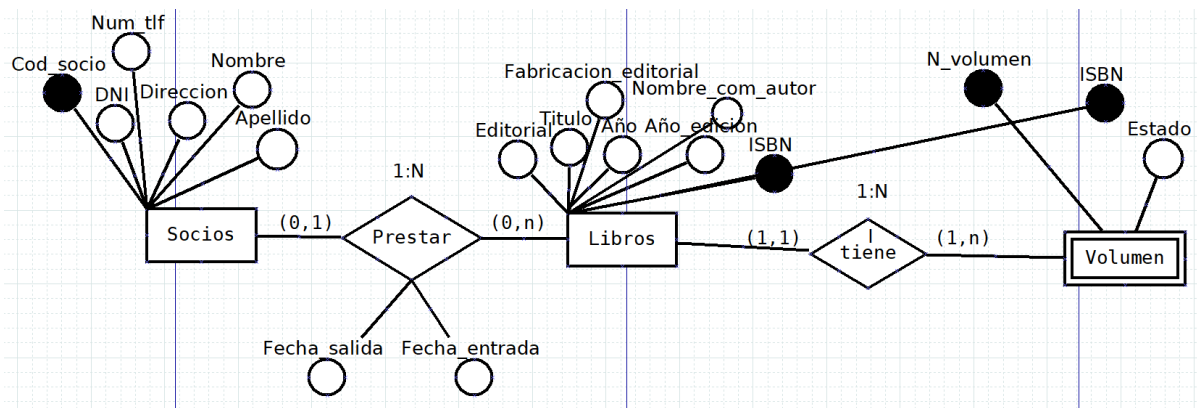 Num_tlf
Cod_socio
DNI
Direccion
Nombre
Apellido
Fabricacion_editorial
Nombre_com_autor
Editorial
Titulo
Año
Año_edicion
ISBN
N_volumen
ISBN
Estado
1:N
1:N
Socios
(0,1)
Prestar
(0,n)
Libros
(1,1)
I
tiene
(1,n)
Volumen
Fecha_salida
Fecha_entrada